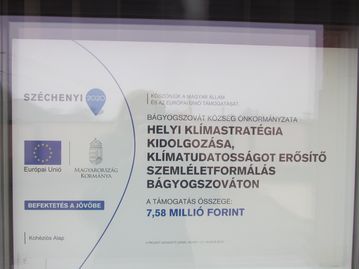 SZÉCHENYI 2020
KÖSZÖNJÜK A MAGYAR ÁLLAM
ÉS AZ EURÓPAI UNIÓ TÁMOGATÁSÁT!
BÁGYOGSZOVÁT KÖZSÉG ÖNKORMÁNYZATA
HELYI KLÍMASTRATÉGIA
KIDOLGOZÁSA,
KLÍMATUDATOSSÁGOT ERŐSÍTŐ
SZEMLÉLETFORMÁLÁS
BÁGYOGSZOVÁTON
A TÁMOGATÁS ÖSSZEGE:
7,58 MILLIÓ FORINT
Európai Unió
MAGYARORSZÁG
KORMÁNYA
BEFEKTETÉS A JÖVŐBE
Kohéziós Alap